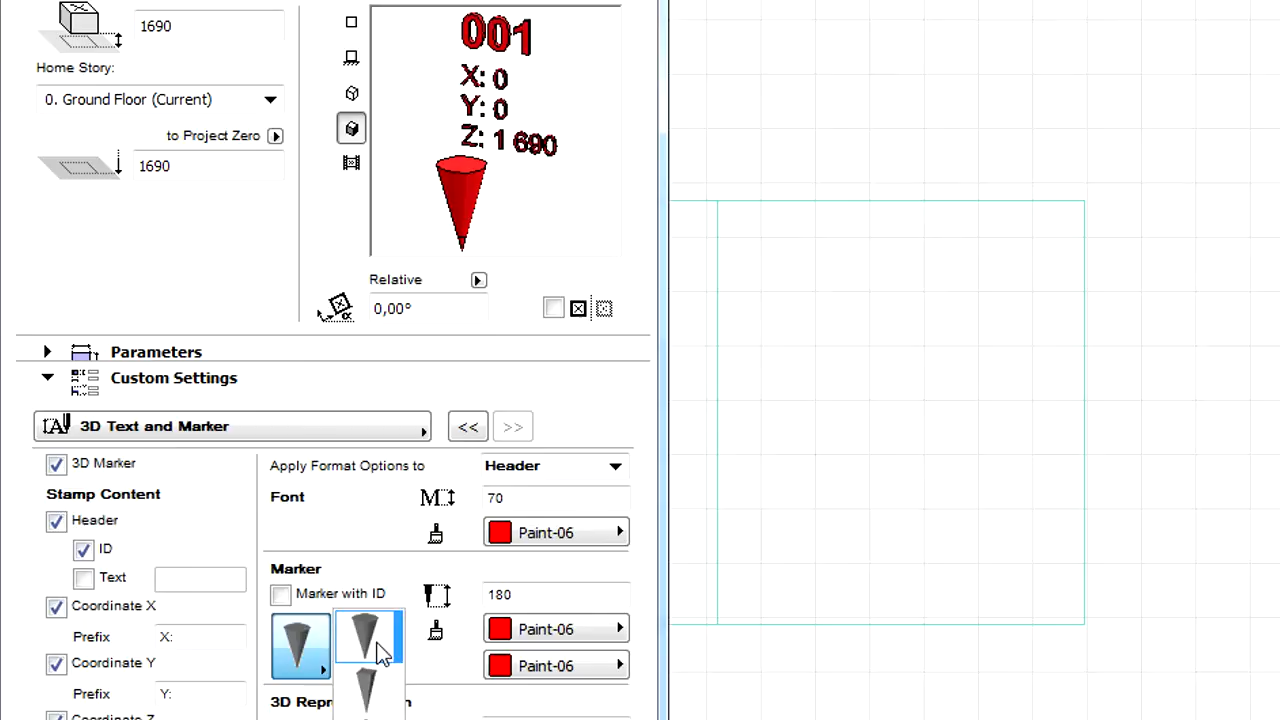 1690
Home Story:
0. Ground Floor (Current)
to Project Zero
1690
001
X: 0
Y: 0
Z: 1 690
Relative
0,00°
Parameters
Custom Settings
3D Text and Marker
<<
>>
3D Marker
Stamp Content
Header
ID
Text
Coordinate X
Prefix X:
Coordinate Y
Prefix Y:
Coordinate Z
Apply Format Options to Header
Font
M
70
Paint-06
Marker
Marker with ID
180
Paint-06
Paint-06